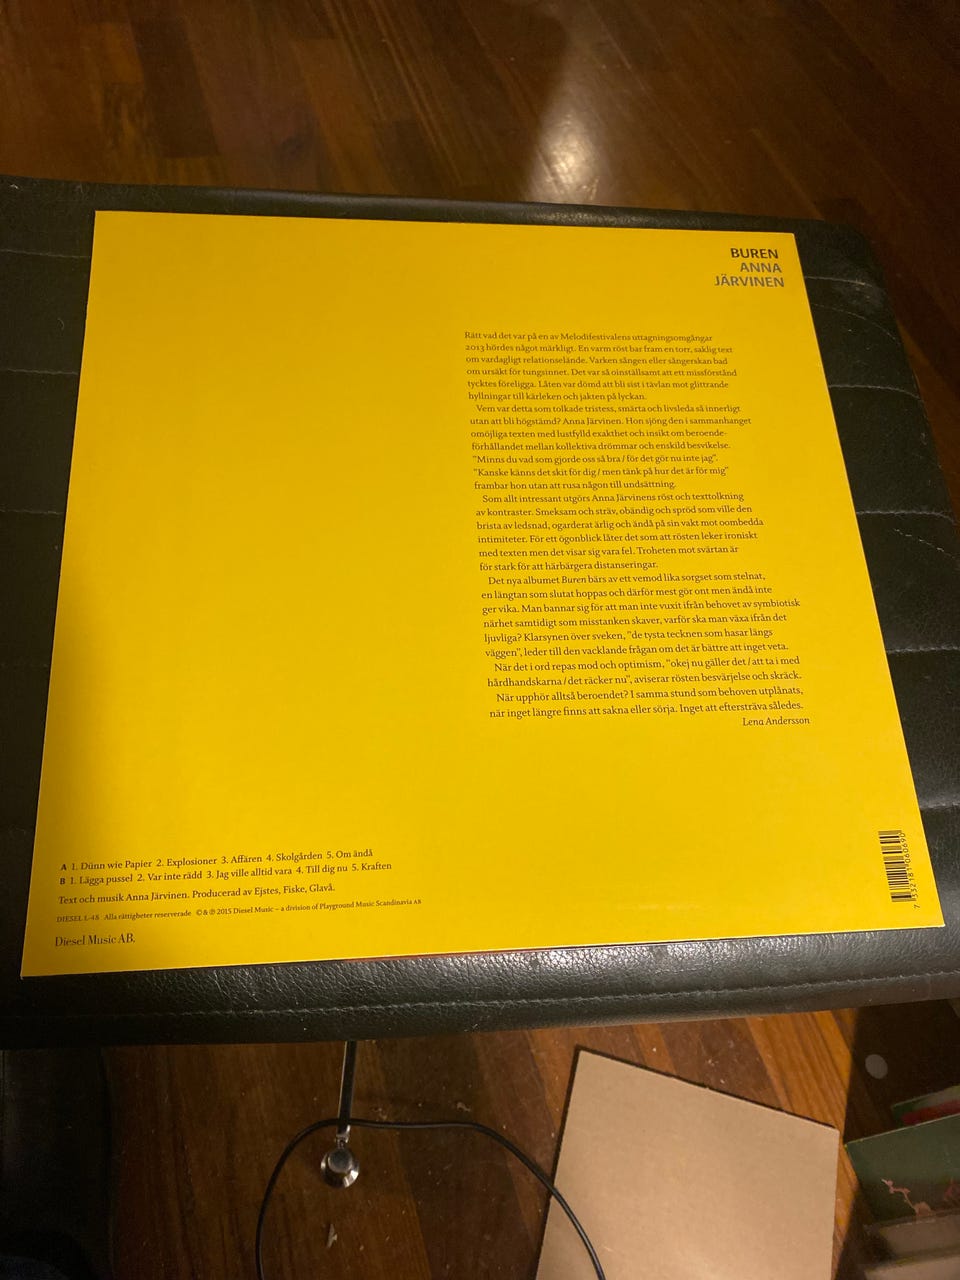 BUREN
ANNA
JÄRVINEN
Rätt vad det var på en av Melodifestivalens uttagningsomgångar
2013 hördes något märkligt. En varm röst bar fram en torr, saklig text
om vardagligt relationselände. Varken sången eller sångerskan bad
om ursäkt för tungsinnet. Det var så oinställsamt att ett missförstånd
tycktes föreligga. Låten var dömd att bli sist i tävlan mot glittrande
hyllningar till kärleken och jakten på lyckan.
Vem var detta som tolkade tristess, smärta och livsleda så innerligt
utan att bli högstämd? Anna Järvinen. Hon sjöng den i sammanhanget
omöjliga texten med lustfylld exakthet och insikt om beroende-
förhållandet mellan kollektiva drömmar och enskild besvikelse.
"Minns du vad som gjorde oss så bra / för det gör nu inte jag".
"Kanske känns det skit för dig / men tänk på hur det är för mig"
frambar hon utan att rusa någon till undsättning.
Som allt intressant utgörs Anna Järvinens röst och texttolkning
av kontraster. Smeksam och sträv, obändig och spröd som ville den
brista av ledsnad, ogarderat ärlig och ändå på sin vakt mot oombedda
intimiteter. För ett ögonblick låter det som att rösten leker ironiskt
med texten men det visar sig vara fel. Troheten mot svärtan är
för stark för att härbärgera distanseringar.
Det nya albumet Buren bärs av ett vemod lika sorgset som stelnat,
en längtan som slutat hoppas och därför mest gör ont men ändå inte
ger vika. Man bannar sig för att man inte vuxit ifrån behovet av symbiotisk
närhet samtidigt som misstanken skaver, varför ska man växa ifrån det
ljuvliga? Klarsynen över sveken, "de tysta tecknen som hasar längs
väggen", leder till den vacklande frågan om det är bättre att inget veta.
När det i ord repas mod och optimism, "okej nu gäller det / att ta i med
hårdhandskarna / det räcker nu", aviserar rösten besvärjelse och skräck.
När upphör alltså beroendet? I samma stund som behoven utplånats,
när inget längre finns att sakna eller sörja. Inget att eftersträva således.
Lena Andersson
A 1. Dünn wie Papier 2. Explosioner 3. Affären 4. Skolgården 5. Om ändå
B 1. Lägga pussel 2. Var inte rädd 3. Jag ville alltid vara 4. Till dig nu 5. Kraften
Text och musik Anna Järvinen. Producerad av Ejstes, Fiske, Glavå.
DIESEL L-48 Alla rättigheter reserverade © & ℗ 2015 Diesel Music – a division of Playground Music Scandinavia AB
Diesel Music AB.
7 332181 060690